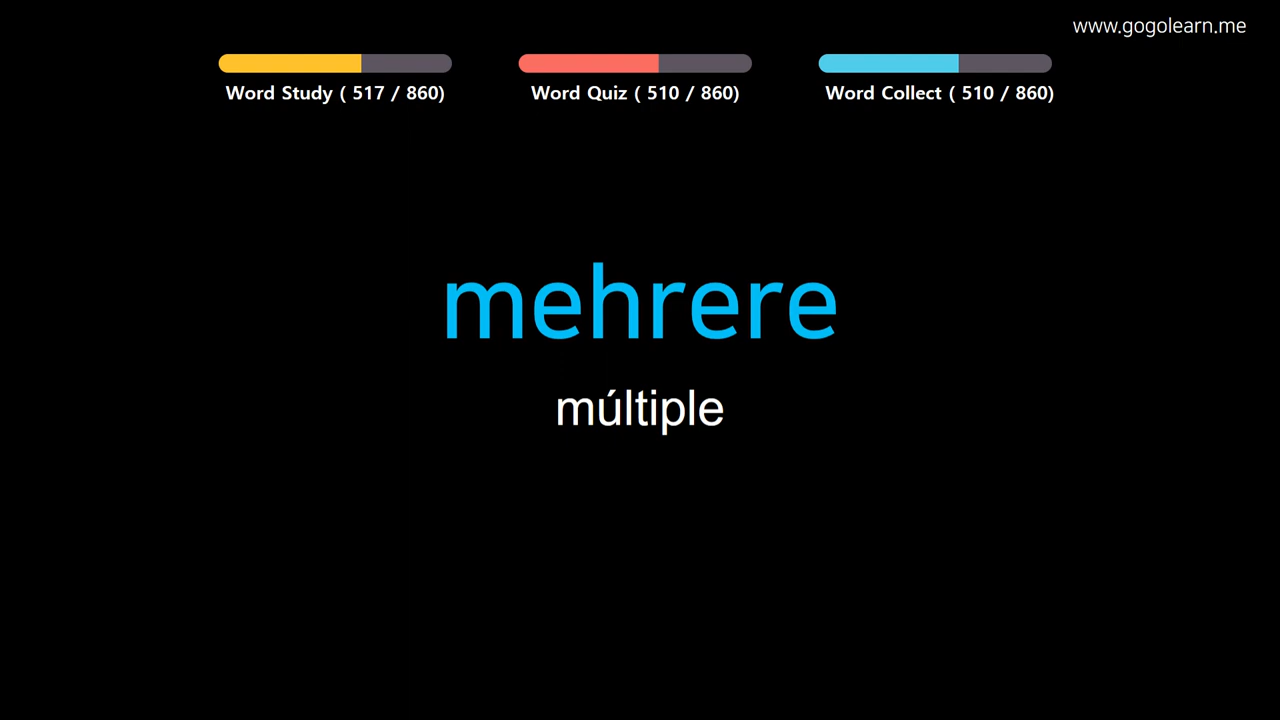 www.gogolearn.me
Word Study ( 517 / 860)
Word Quiz ( 510 / 860)
Word Collect ( 510 / 860)
mehrere
múltiple